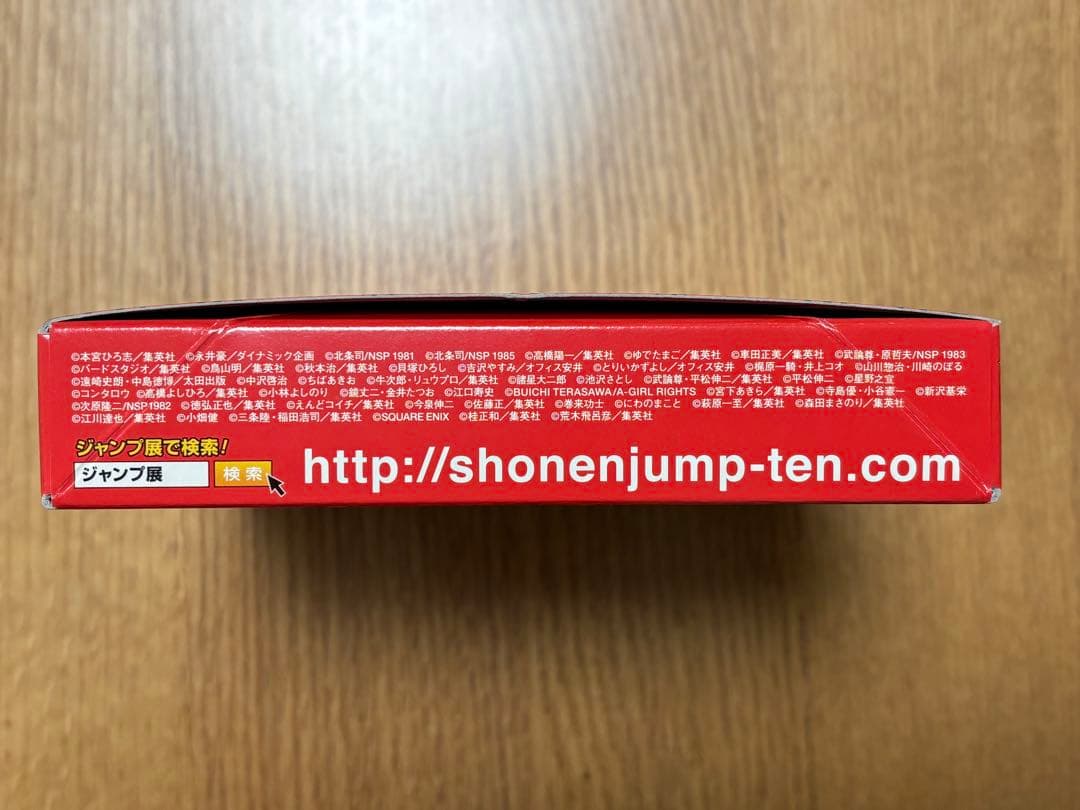 ©本宮ひろ志／集英社　©永井豪／ダイナミック企画　©北条司/NSP 1981　©北条司/NSP 1985　©高橋陽一／集英社　©ゆでたまご／集英社　©車田正美／集英社　©武論尊・原哲夫/NSP 1983
©バードスタジオ／集英社　©鳥山明／集英社　©秋本治／集英社　©貝塚ひろし　©吉沢やすみ／オフィス安井　©とりいかずよし／オフィス安井　©梶原一騎・井上コオ　©山川惣治・川崎のぼる
©遠崎史朗・中島徳博／太田出版　©中沢啓治　©ちばあきお　©牛次郎・リュウプロ／集英社　©諸星大二郎　©池沢さとし　©武論尊・平松伸二／集英社　©平松伸二　©星野之宣
©コンタロウ　©高橋よしひろ／集英社　©小林よしのり　©鏡丈二・金井たつお　©江口寿史　©BUICHI TERASAWA/A-GIRL RIGHTS　©宮下あきら／集英社　©寺島優・小谷憲一　©新沢基栄
©次原隆二/NSP1982　©徳弘正也／集英社　©えんどコイチ／集英社　©今泉伸二　©佐藤正／集英社　©巻来功士　©にわのまこと　©萩原一至／集英社　©森田まさのり／集英社
©江川達也／集英社　©小畑健　©三条陸・稲田浩司／集英社　©SQUARE ENIX　©桂正和／集英社　©荒木飛呂彦／集英社
ジャンプ展で検索！
ジャンプ展　検索
http://shonenjump-ten.com